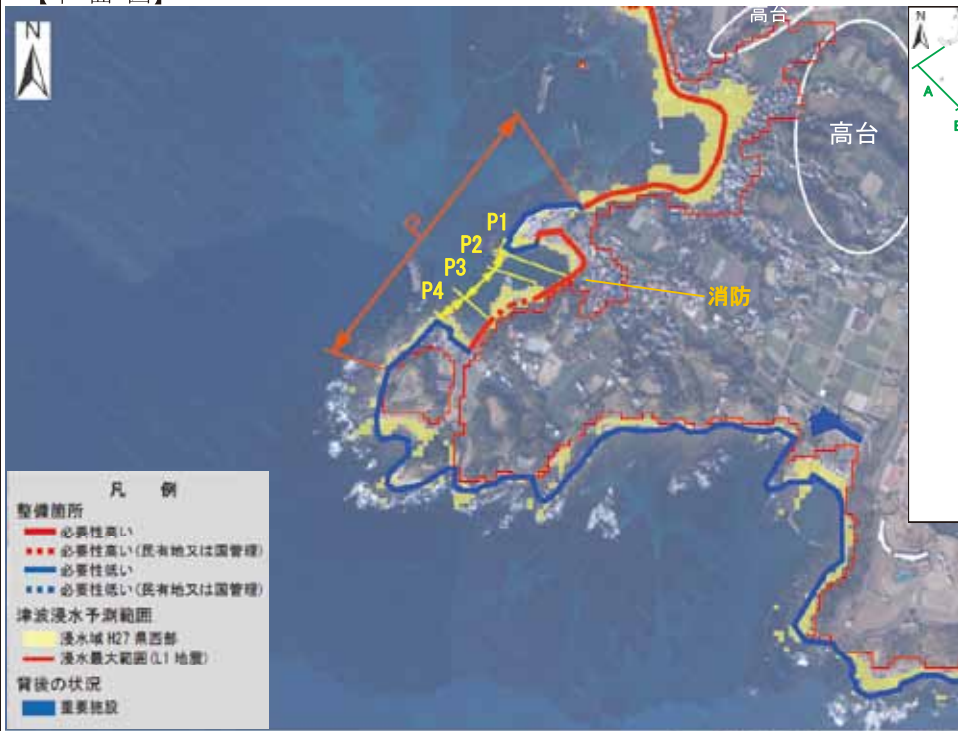 【平 面 図】
N
高台
N
A
B
高台
P
P1
P2
P3
P4
消防
凡 例
整備箇所
必要性高い
必要性高い(民有地又は国管理)
必要性低い
必要性低い(民有地又は国管理)
津波浸水予測範囲
浸水域 H27 県西部
浸水最大範囲(L1 地震)
背後の状況
重要施設